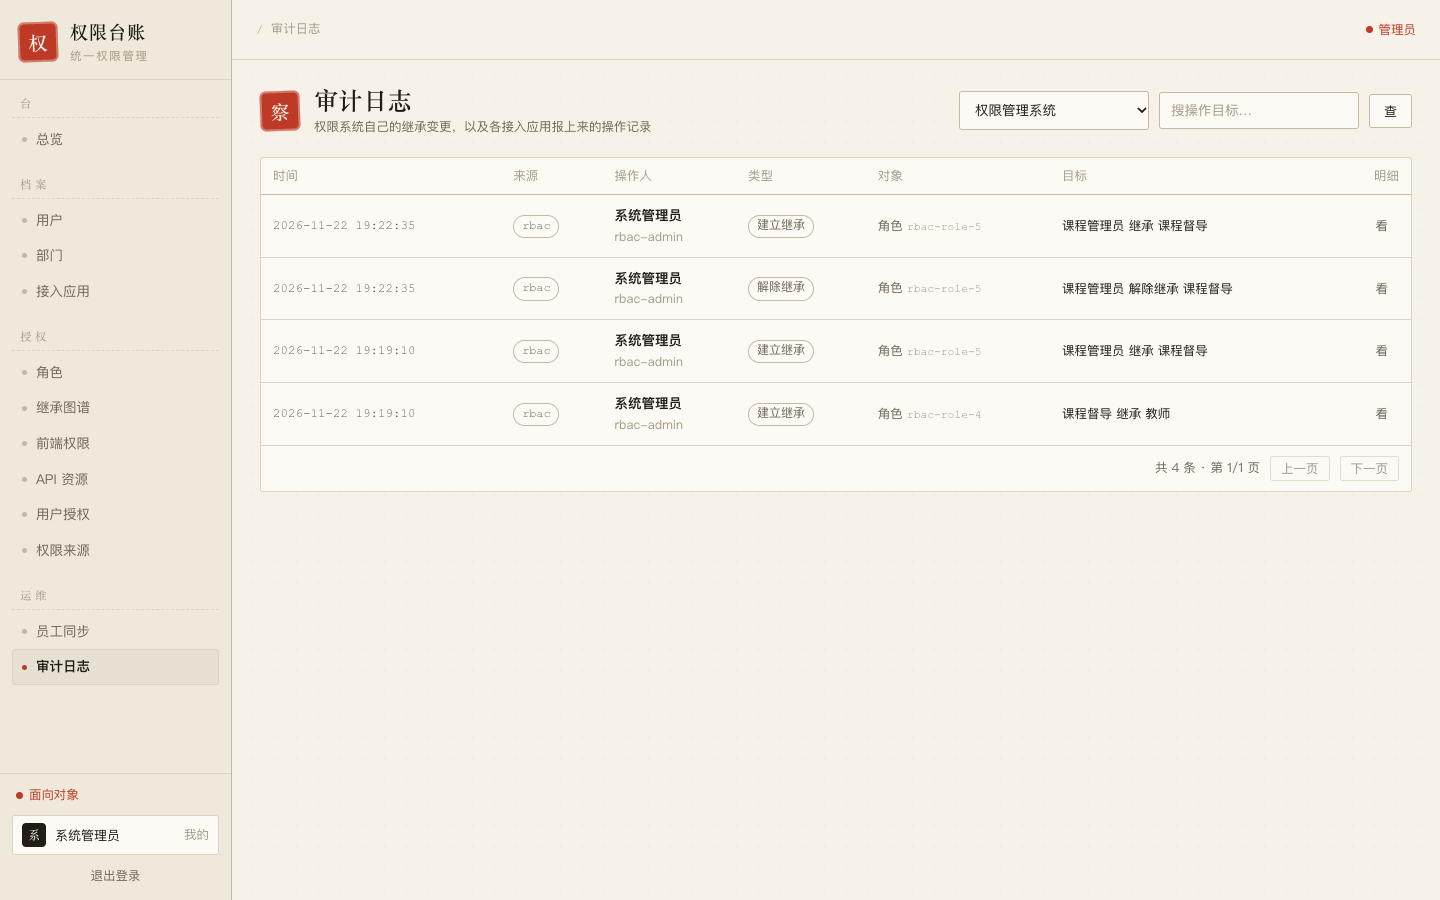 权
权限台账
统一权限管理
台
总览
档案
用户
部门
接入应用
授权
角色
继承图谱
前端权限
API 资源
用户授权
权限来源
运维
员工同步
审计日志
面向对象
系 系统管理员 我的
退出登录
/ 审计日志
管理员
察
审计日志
权限系统自己的继承变更，以及各接入应用报上来的操作记录
权限管理系统 搜操作目标… 查
时间 来源 操作人 类型 对象 目标 明细
2026-11-22 19:22:35 rbac 系统管理员 建立继承 角色 rbac-role-5 课程管理员 继承 课程督导 看
rbac-admin
2026-11-22 19:22:35 rbac 系统管理员 解除继承 角色 rbac-role-5 课程管理员 解除继承 课程督导 看
rbac-admin
2026-11-22 19:19:10 rbac 系统管理员 建立继承 角色 rbac-role-5 课程管理员 继承 课程督导 看
rbac-admin
2026-11-22 19:19:10 rbac 系统管理员 建立继承 角色 rbac-role-4 课程督导 继承 教师 看
rbac-admin
共 4 条 · 第 1/1 页 上一页 下一页